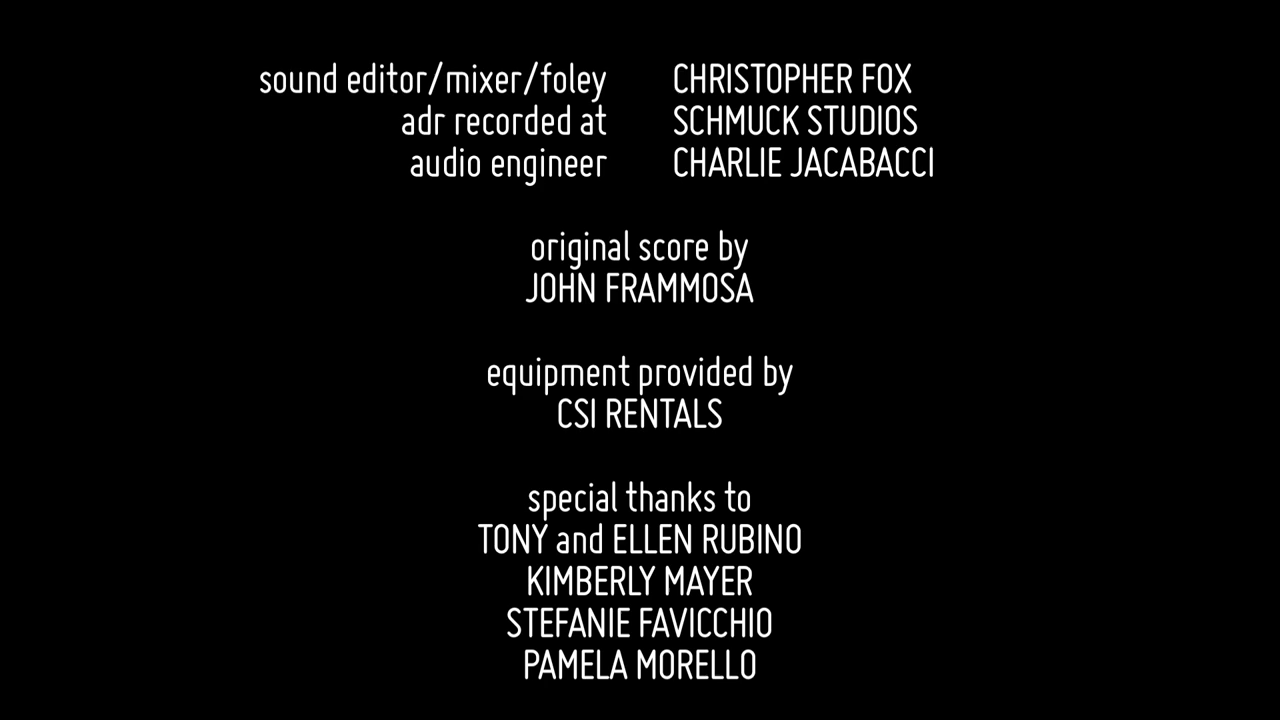 sound editor/mixer/foley CHRISTOPHER FOX
adr recorded at SCHMUCK STUDIOS
audio engineer CHARLIE JACABACCI
original score by
JOHN FRAMMOSA
equipment provided by
CSI RENTALS
special thanks to
TONY and ELLEN RUBINO
KIMBERLY MAYER
STEFANIE FAVICCHIO
PAMELA MORELLO